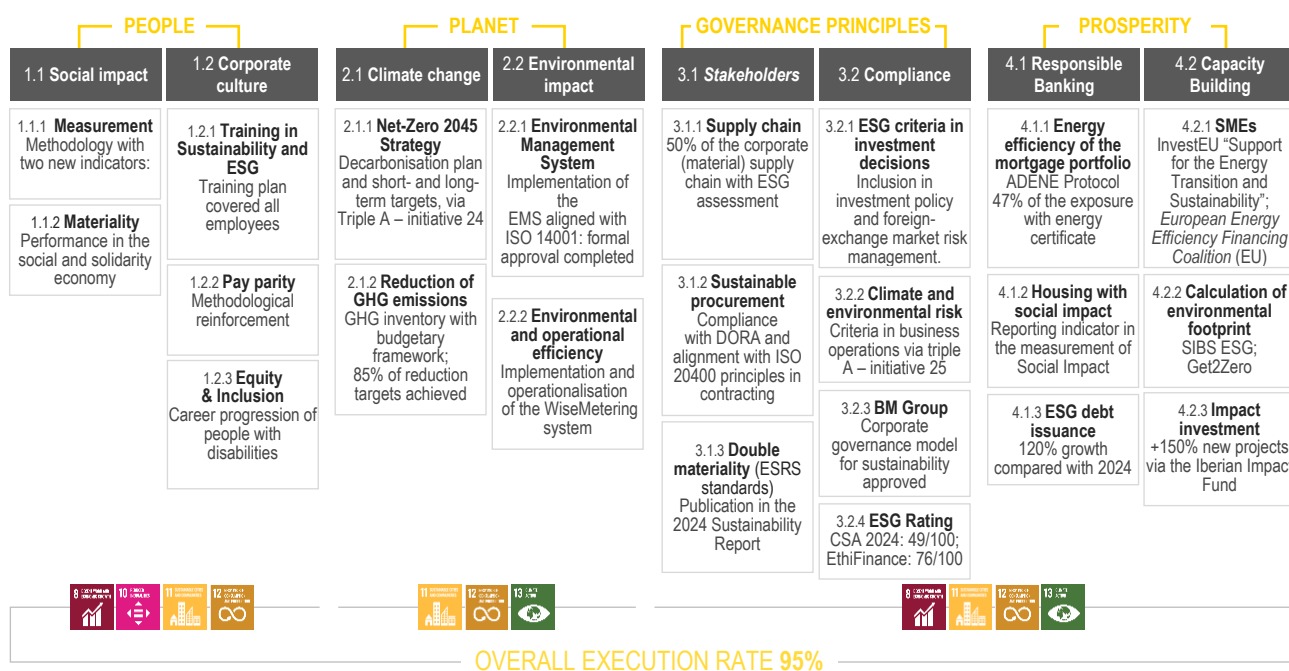 PEOPLE
PLANET
GOVERNANCE PRINCIPLES
PROSPERITY
1.1 Social impact
1.2 Corporate
culture
2.1 Climate change
2.2 Environmental
impact
3.1 Stakeholders
3.2 Compliance
4.1 Responsible
Banking
4.2 Capacity
Building
1.1.1 Measurement
Methodology with
two new indicators:
1.1.2 Materiality
Performance in the
social and solidarity
economy
1.2.1 Training in
Sustainability and
ESG
Training plan
covered all
employees
1.2.2 Pay parity
Methodological
reinforcement
1.2.3 Equity
& Inclusion
Career progression of
people with
disabilities
2.1.1 Net-Zero 2045
Strategy
Decarbonisation plan
and short- and long-
term targets, via
Triple A – initiative 24
2.1.2 Reduction of
GHG emissions
GHG inventory with
budgetary
framework;
85% of reduction
targets achieved
2.2.1 Environmental
Management
System
Implementation of
the
EMS aligned with
ISO 14001: formal
approval completed
2.2.2 Environmental
and operational
efficiency
Implementation and
operationalisation
of the WiseMetering
system
3.1.1 Supply chain
50% of the corporate
(material) supply
chain with ESG
assessment
3.1.2 Sustainable
procurement
Compliance
with DORA and
alignment with ISO
20400 principles in
contracting
3.1.3 Double
materiality (ESRS
standards)
Publication in the
2024 Sustainability
Report
3.2.1 ESG criteria in
investment
decisions
Inclusion in
investment policy
and foreign-
exchange market risk
management.
3.2.2 Climate and
environmental risk
Criteria in business
operations via triple
A – initiative 25
3.2.3 BM Group
Corporate
governance model
for sustainability
approved
3.2.4 ESG Rating
CSA 2024: 49/100;
EthiFinance: 76/100
4.1.1 Energy
efficiency of the
mortgage portfolio
ADENE Protocol
47% of the exposure
with energy
certificate
4.1.2 Housing with
social impact
Reporting indicator in
the measurement of
Social Impact
4.1.3 ESG debt
issuance
120% growth
compared with 2024
4.2.1 SMEs
InvestEU “Support
for the Energy
Transition and
Sustainability”;
European Energy
Efficiency Financing
Coalition (EU)
4.2.2 Calculation of
environmental
footprint
SIBS ESG;
Get2Zero
4.2.3 Impact
investment
+150% new projects
via the Iberian Impact
Fund
8
10
11
12
11
12
13
8
11
12
13
OVERALL EXECUTION RATE 95%